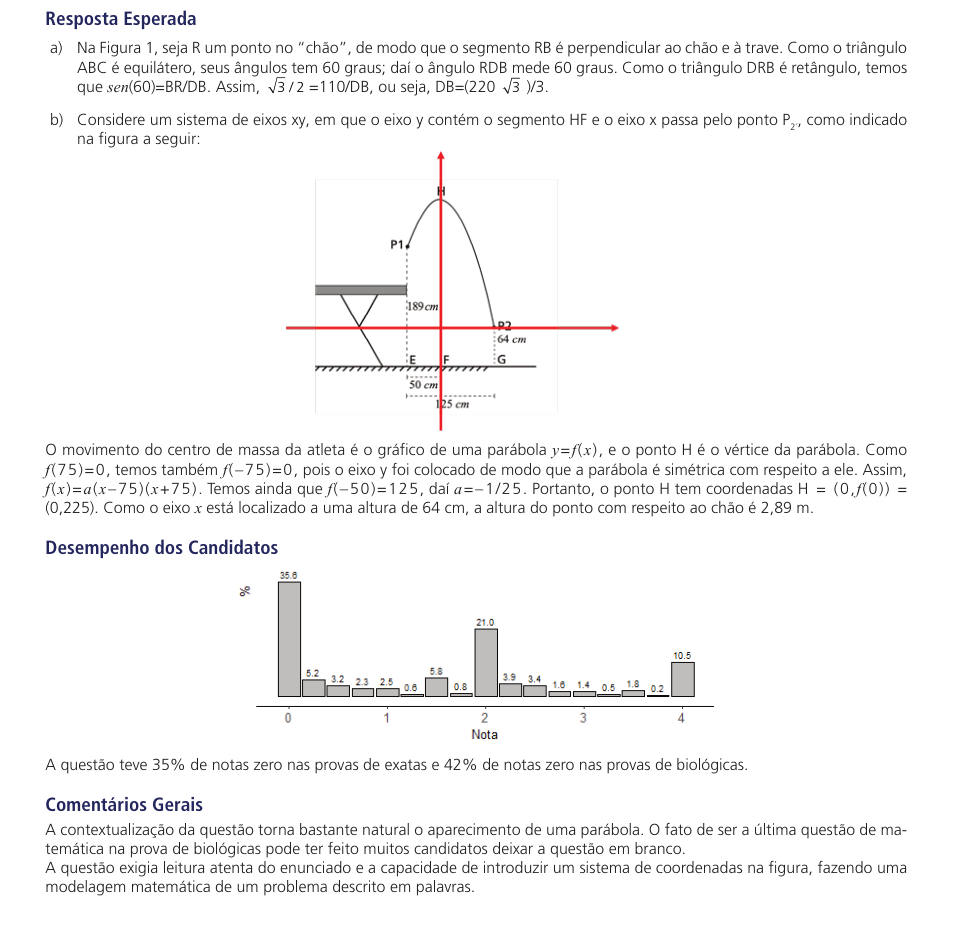 Resposta Esperada
a) Na Figura 1, seja R um ponto no “chão”, de modo que o segmento RB é perpendicular ao chão e à trave. Como o triângulo
ABC é equilátero, seus ângulos tem 60 graus; daí o ângulo RDB mede 60 graus. Como o triângulo DRB é retângulo, temos
que sen(60)=BR/DB. Assim, √3/2 =110/DB, ou seja, DB=(220 √3 )/3.
b) Considere um sistema de eixos xy, em que o eixo y contém o segmento HF e o eixo x passa pelo ponto P2, como indicado
na figura a seguir:
H
P1
189 cm
P2
64 cm
E F G
50 cm
125 cm
O movimento do centro de massa da atleta é o gráfico de uma parábola y=f(x), e o ponto H é o vértice da parábola. Como
f(75)=0, temos também f(−75)=0, pois o eixo y foi colocado de modo que a parábola é simétrica com respeito a ele. Assim,
f(x)=a(x−75)(x+75). Temos ainda que f(−50)=125, daí a=−1/25. Portanto, o ponto H tem coordenadas H = (0,f(0)) =
(0,225). Como o eixo x está localizado a uma altura de 64 cm, a altura do ponto com respeito ao chão é 2,89 m.
Desempenho dos Candidatos
%
35.6
5.2
3.2
2.3
2.5
0.6
5.8
0.8
21.0
3.9
3.4
1.6
1.4
0.5
1.8
0.2
10.5
0 1 2 3 4
Nota
A questão teve 35% de notas zero nas provas de exatas e 42% de notas zero nas provas de biológicas.
Comentários Gerais
A contextualização da questão torna bastante natural o aparecimento de uma parábola. O fato de ser a última questão de ma-
temática na prova de biológicas pode ter feito muitos candidatos deixar a questão em branco.
A questão exigia leitura atenta do enunciado e a capacidade de introduzir um sistema de coordenadas na figura, fazendo uma
modelagem matemática de um problema descrito em palavras.